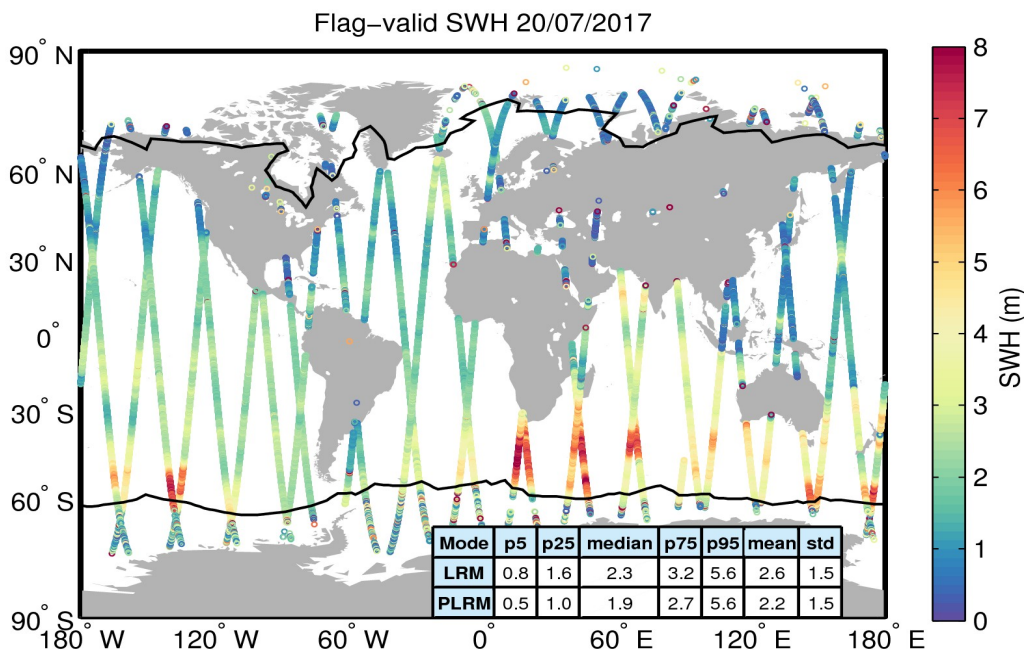 Flag−valid SWH 20/07/2017
90° N
60° N
30° N
0°
30° S
60° S
90° S
180° W
120° W
60° W
0°
60° E
120° E
180° E
Mode p5 p25 median p75 p95 mean std
LRM 0.8 1.6 2.3 3.2 5.6 2.6 1.5
PLRM 0.5 1.0 1.9 2.7 5.6 2.2 1.5
8
7
6
5
4
3
2
1
0
SWH (m)